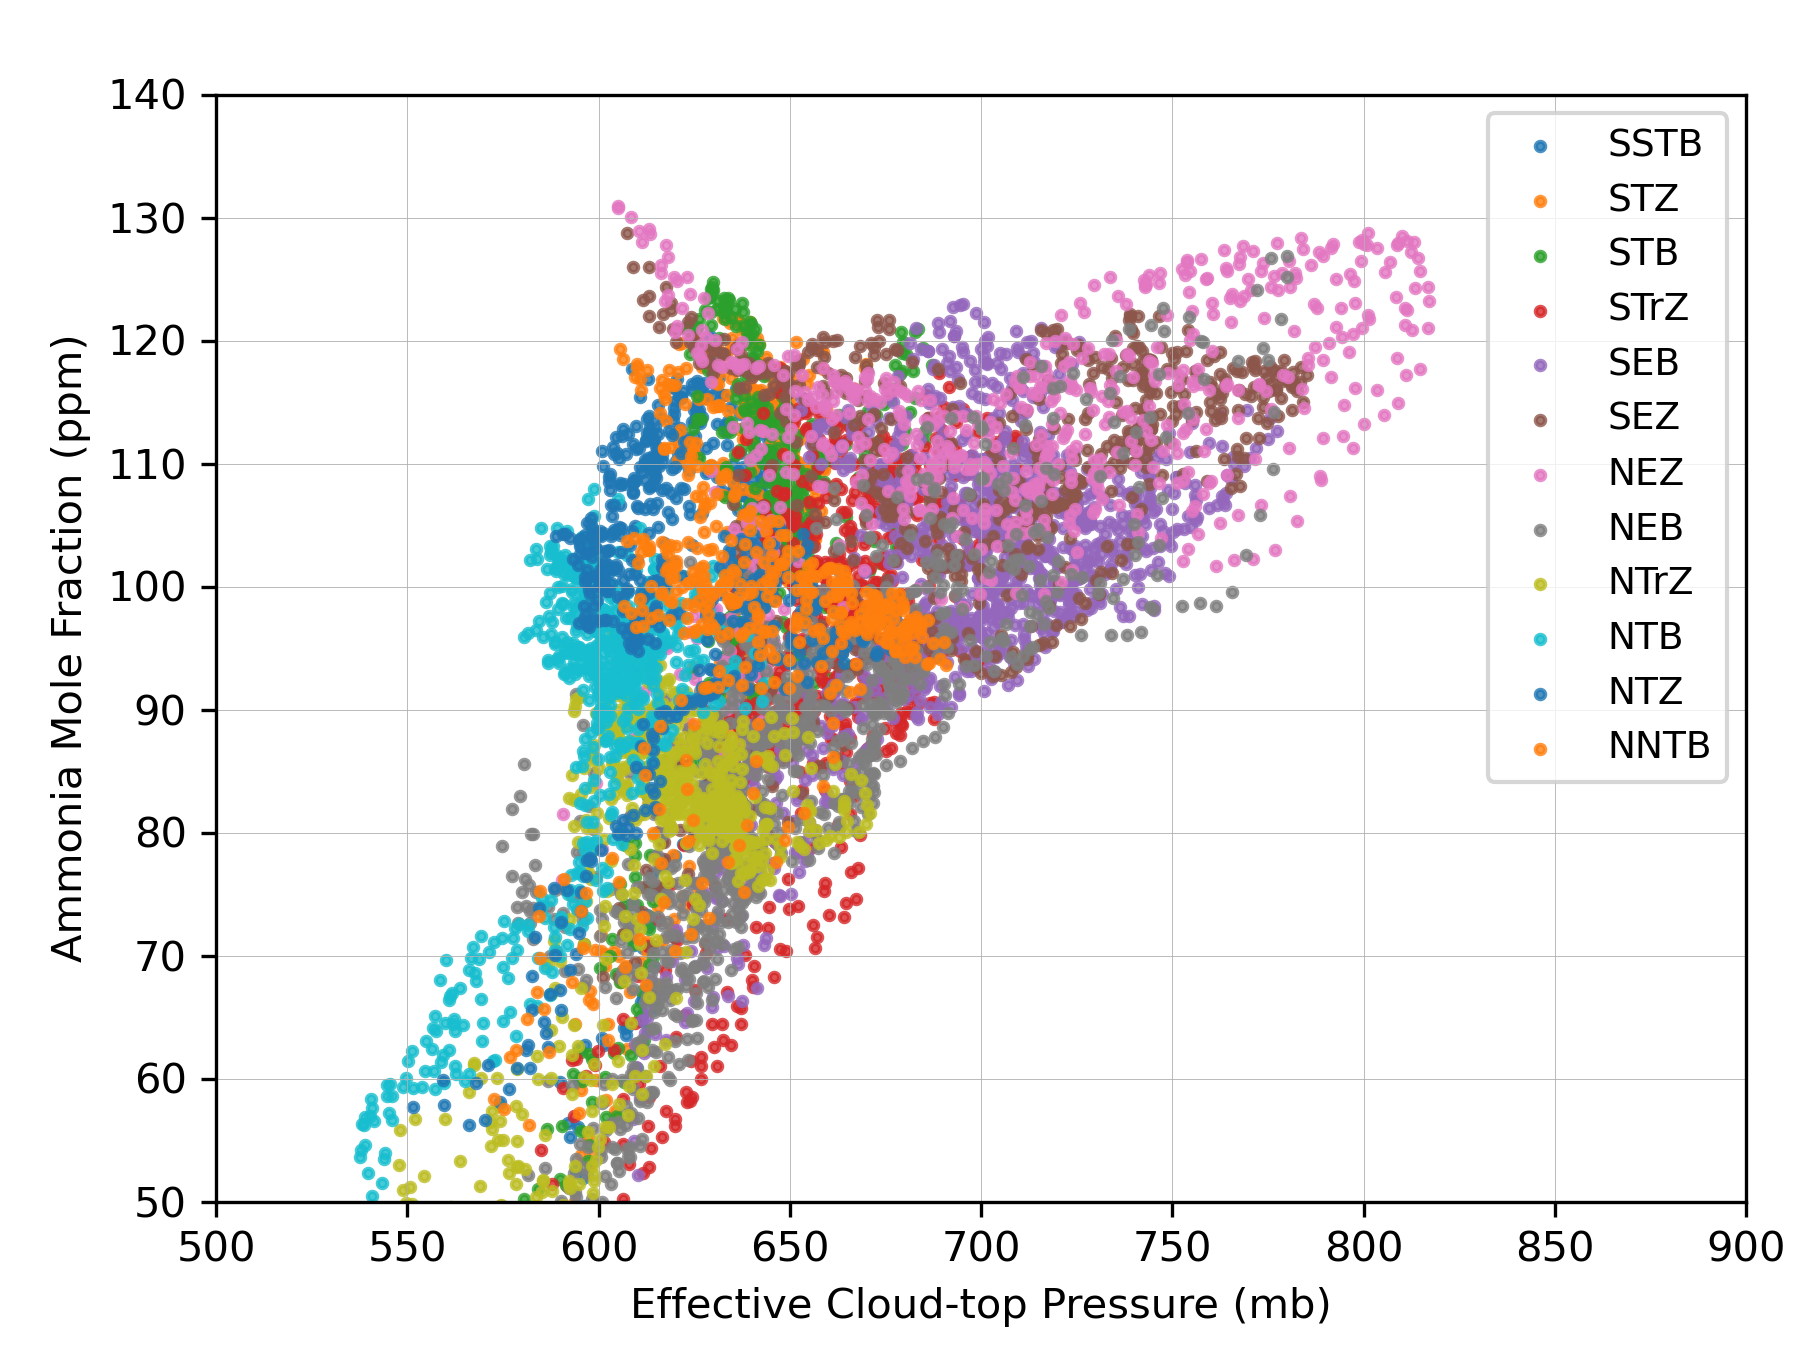 140
130
120
110
100
90
80
70
60
50
Ammonia Mole Fraction (ppm)
500 550 600 650 700 750 800 850 900
Effective Cloud-top Pressure (mb)
SSTB
STZ
STB
STrZ
SEB
SEZ
NEZ
NEB
NTrZ
NTB
NTZ
NNTB